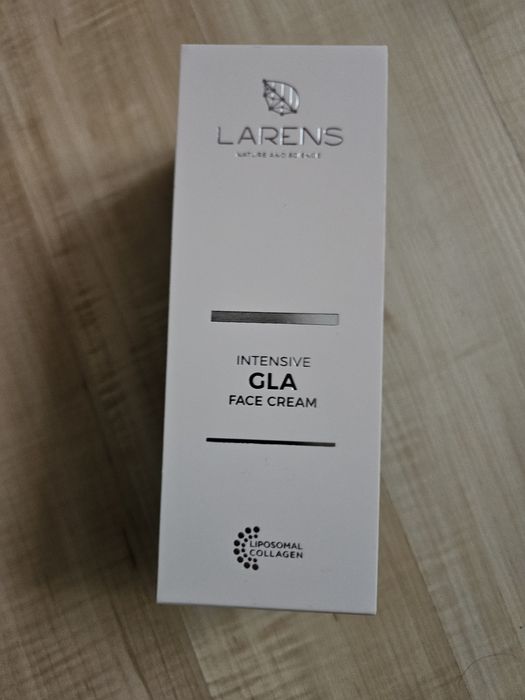 LARENS
NATURE AND SCIENCE
INTENSIVE
GLA
FACE CREAM
LIPOSOMAL
COLLAGEN